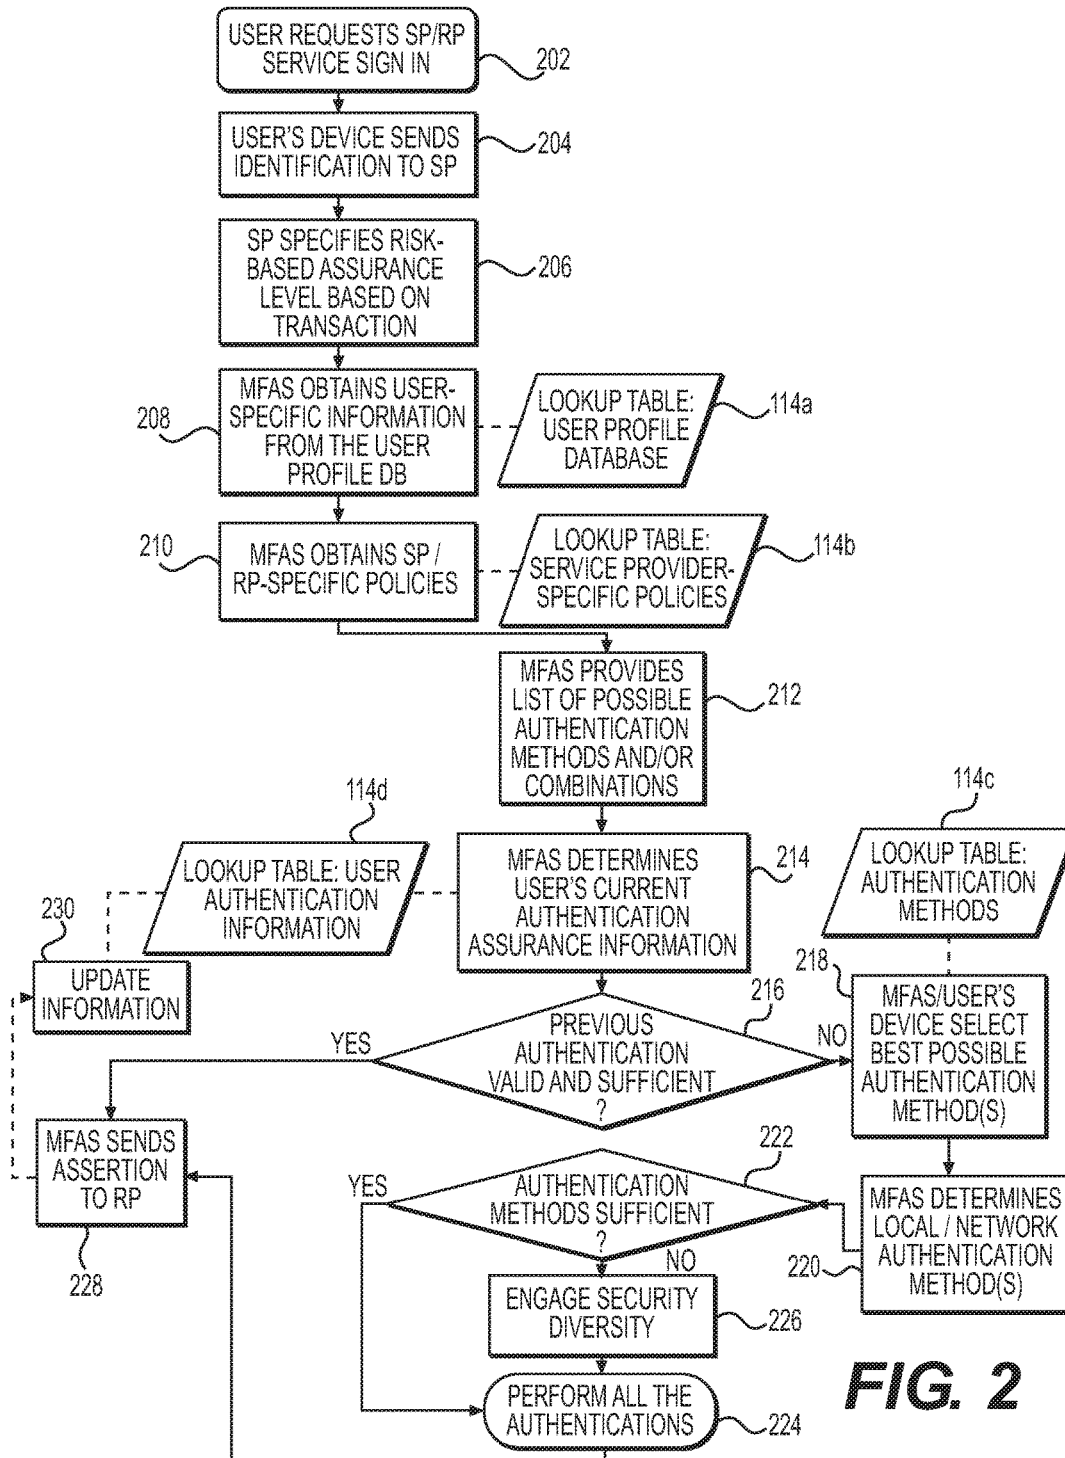 USER REQUESTS SP/RP
SERVICE SIGN IN
202
USER'S DEVICE SENDS
IDENTIFICATION TO SP
204
SP SPECIFIES RISK-
BASED ASSURANCE
LEVEL BASED ON
TRANSACTION
206
MFAS OBTAINS USER-
SPECIFIC INFORMATION
FROM THE USER
PROFILE DB
208
LOOKUP TABLE:
USER PROFILE
DATABASE
114a
210
MFAS OBTAINS SP /
RP-SPECIFIC POLICIES
LOOKUP TABLE:
SERVICE PROVIDER-
SPECIFIC POLICIES
114b
MFAS PROVIDES
LIST OF POSSIBLE
AUTHENTICATION
METHODS AND/OR
COMBINATIONS
212
114d
LOOKUP TABLE: USER
AUTHENTICATION
INFORMATION
MFAS DETERMINES
USER'S CURRENT
AUTHENTICATION
ASSURANCE INFORMATION
214
114c
LOOKUP TABLE:
AUTHENTICATION
METHODS
230
UPDATE
INFORMATION
PREVIOUS
AUTHENTICATION
VALID AND SUFFICIENT
?
216
YES
NO
218
MFAS/USER'S
DEVICE SELECT
BEST POSSIBLE
AUTHENTICATION
METHOD(S)
MFAS SENDS
ASSERTION
TO RP
228
MFAS DETERMINES
LOCAL / NETWORK
AUTHENTICATION
METHOD(S)
220
AUTHENTICATION
METHODS SUFFICIENT
?
222
YES
NO
ENGAGE SECURITY
DIVERSITY
226
PERFORM ALL THE
AUTHENTICATIONS
224
FIG. 2